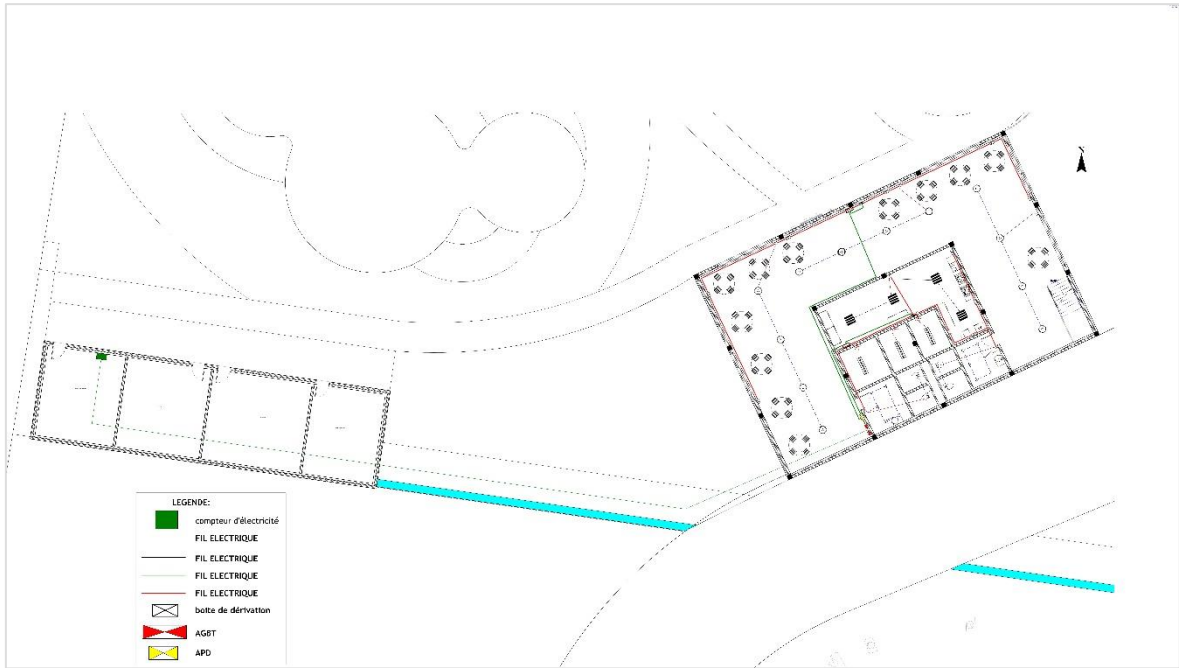 N
LEGENDE:
compteur d'électricité
FIL ELECTRIQUE
FIL ELECTRIQUE
FIL ELECTRIQUE
FIL ELECTRIQUE
boite de dérivation
AGBT
APD